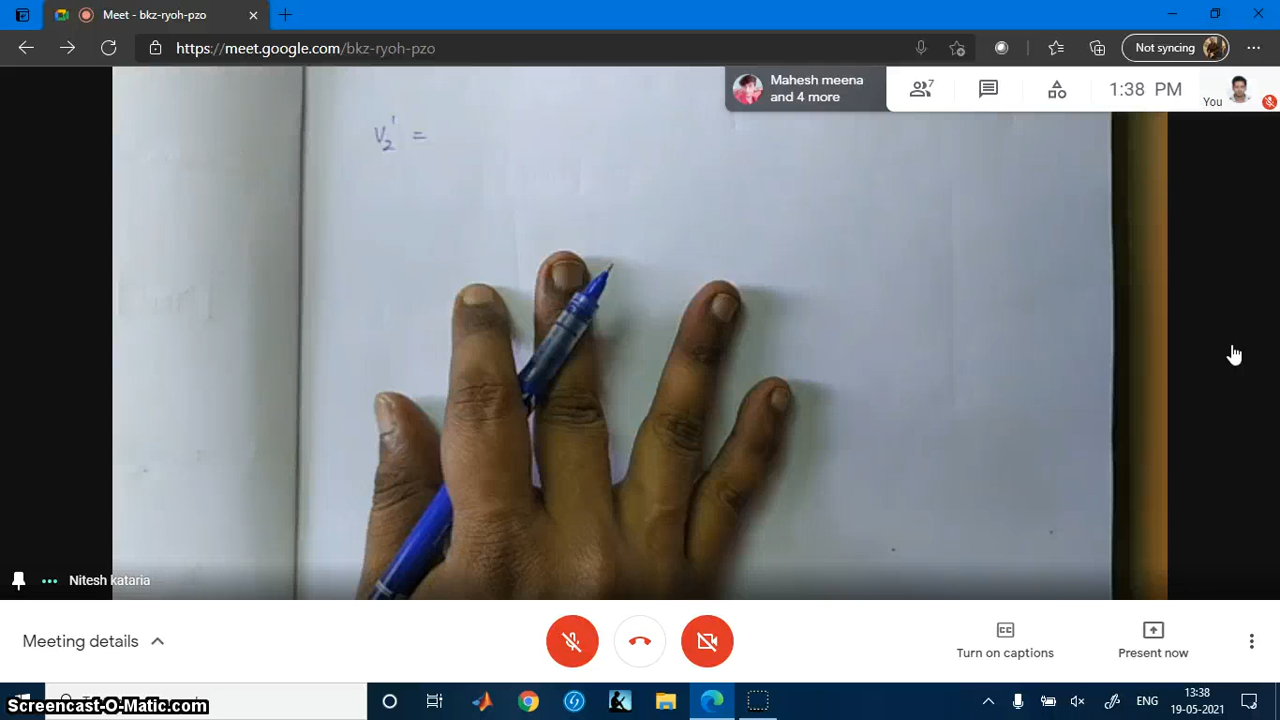 Meet - bkz-ryoh-pzo
https://meet.google.com/bkz-ryoh-pzo
Not syncing
Mahesh meena
and 4 more
7
1:38 PM
You
V₂' =
Nitesh kataria
Meeting details
CC
Turn on captions
Present now
Screencast-O-Matic.com
ENG
13:38
19-05-2021